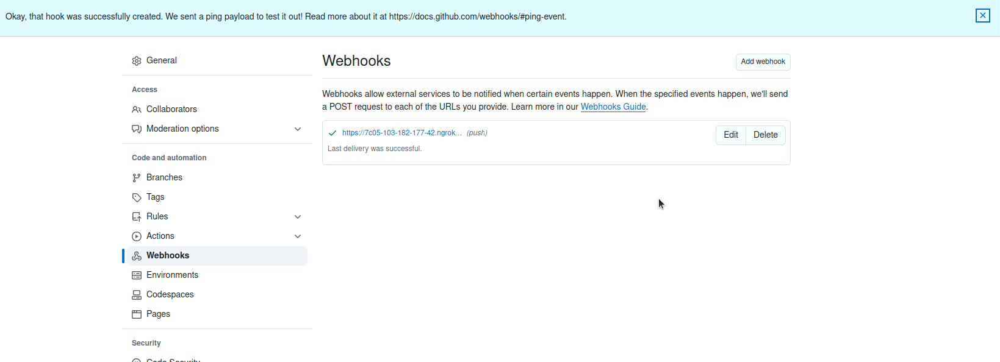 Okay, that hook was successfully created. We sent a ping payload to test it out! Read more about it at https://docs.github.com/webhooks/#ping-event.
General
Access
Collaborators
Moderation options
Code and automation
Branches
Tags
Rules
Actions
Webhooks
Environments
Codespaces
Pages
Security
Code Security
Webhooks
Add webhook
Webhooks allow external services to be notified when certain events happen. When the specified events happen, we'll send
a POST request to each of the URLs you provide. Learn more in our Webhooks Guide.
https://7c05-103-182-177-42.ngrok… (push)
Edit
Delete
Last delivery was successful.